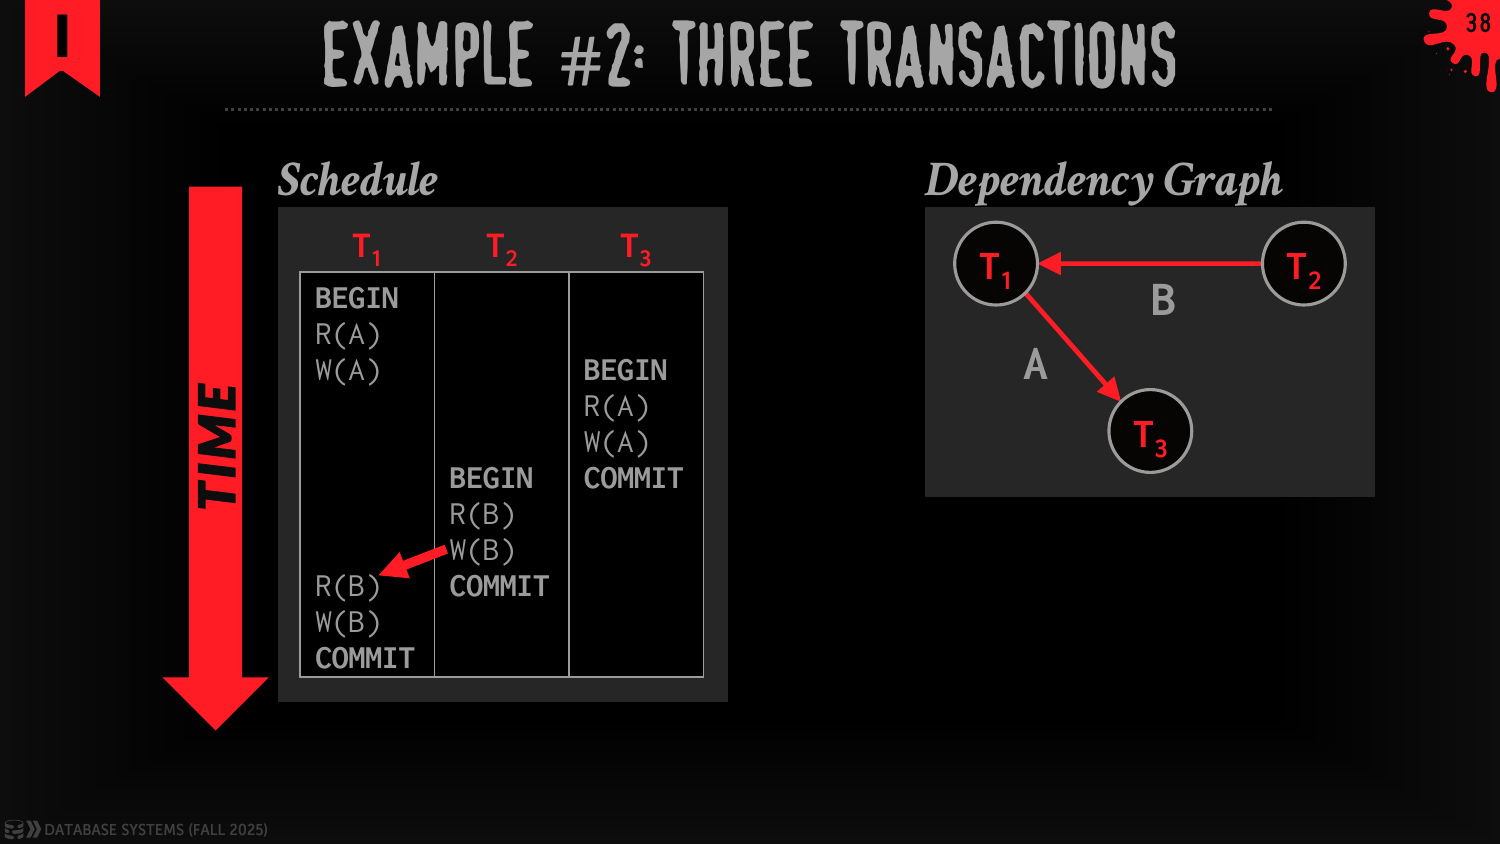 I
EXAMPLE #2: THREE TRANSACTIONS
38
Schedule
Dependency Graph
TIME
T1 T2 T3
BEGIN
R(A)
W(A) BEGIN
R(A)
W(A)
BEGIN COMMIT
R(B)
W(B)
R(B) COMMIT
W(B)
COMMIT
T1 T2
B
A
T3
DATABASE SYSTEMS (FALL 2025)